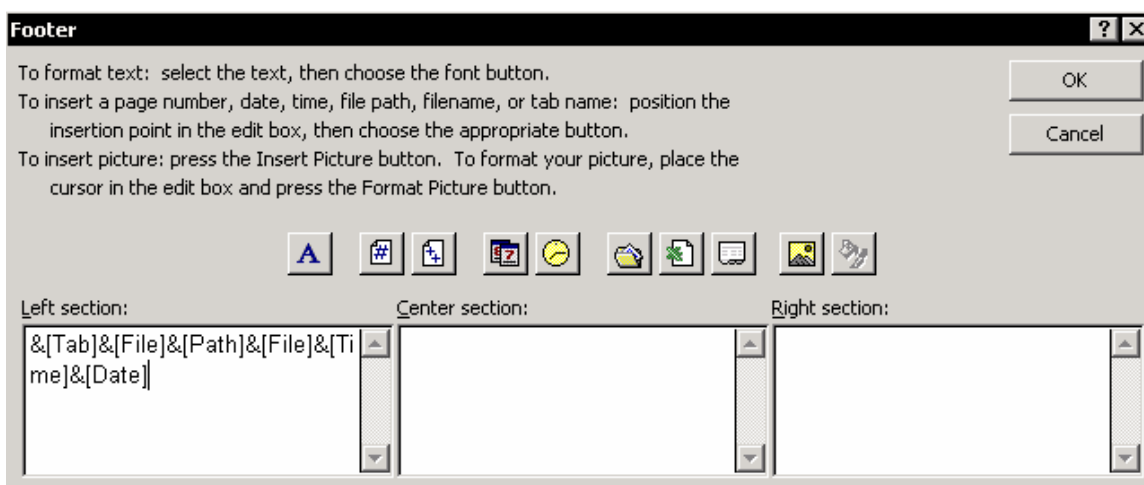 Footer
To format text: select the text, then choose the font button.
To insert a page number, date, time, file path, filename, or tab name: position the
insertion point in the edit box, then choose the appropriate button.
To insert picture: press the Insert Picture button. To format your picture, place the
cursor in the edit box and press the Format Picture button.
OK
Cancel
Left section:
Center section:
Right section:
&[Tab]&[File]&[Path]&[File]&[Ti
me]&[Date]